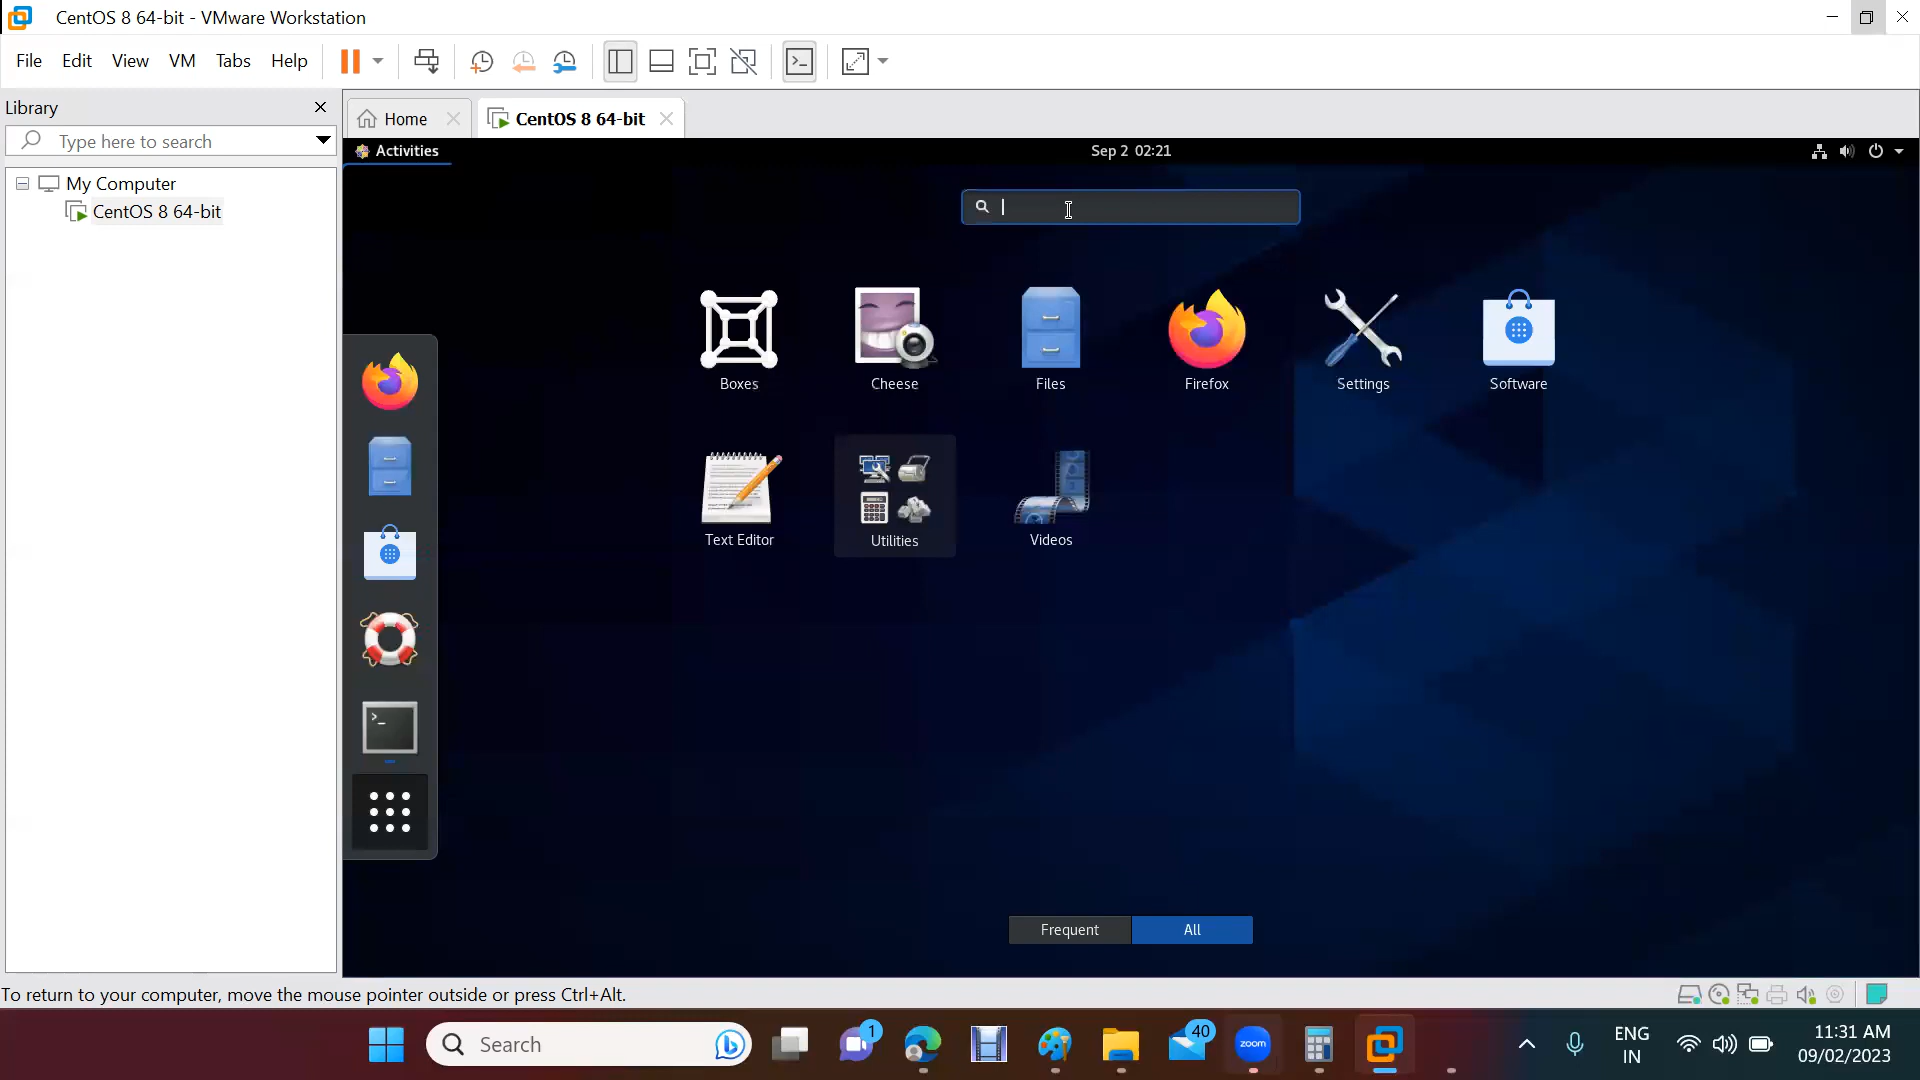 CentOS 8 64-bit - VMware Workstation
File Edit View VM Tabs Help
Library
Type here to search
My Computer
CentOS 8 64-bit
Home
CentOS 8 64-bit
Activities
Sep 2 02:21
Boxes
Cheese
Files
Firefox
Settings
Software
Text Editor
Utilities
Videos
Frequent
All
To return to your computer, move the mouse pointer outside or press Ctrl+Alt.
Search
1
40
zoom
ENG
IN
11:31 AM
09/02/2023